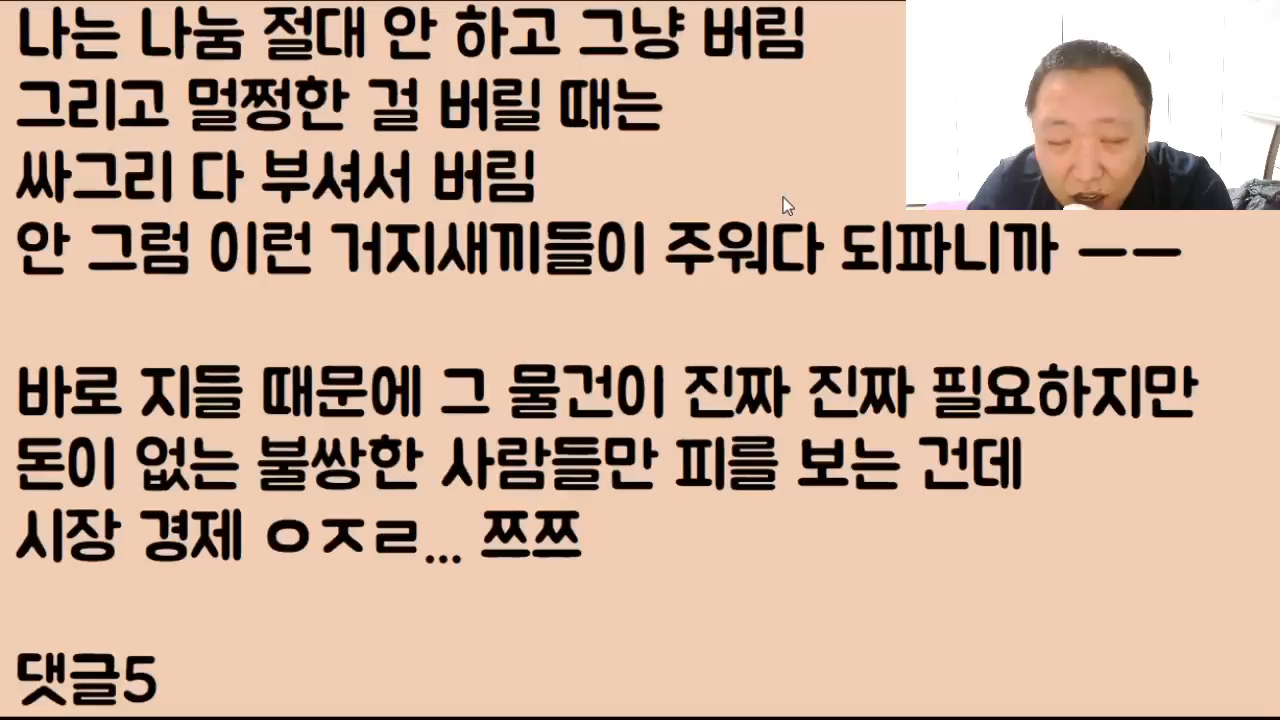 나는 나눔 절대 안 하고 그냥 버림
그리고 멀쩡한 걸 버릴 때는
싸그리 다 부셔서 버림
안 그럼 이런 거지새끼들이 주워다 되파니까 ㅡㅡ
바로 지들 때문에 그 물건이 진짜 진짜 필요하지만
돈이 없는 불쌍한 사람들만 피를 보는 건데
시장 경제 ㅇㅈㄹ... 쯔쯔
댓글5